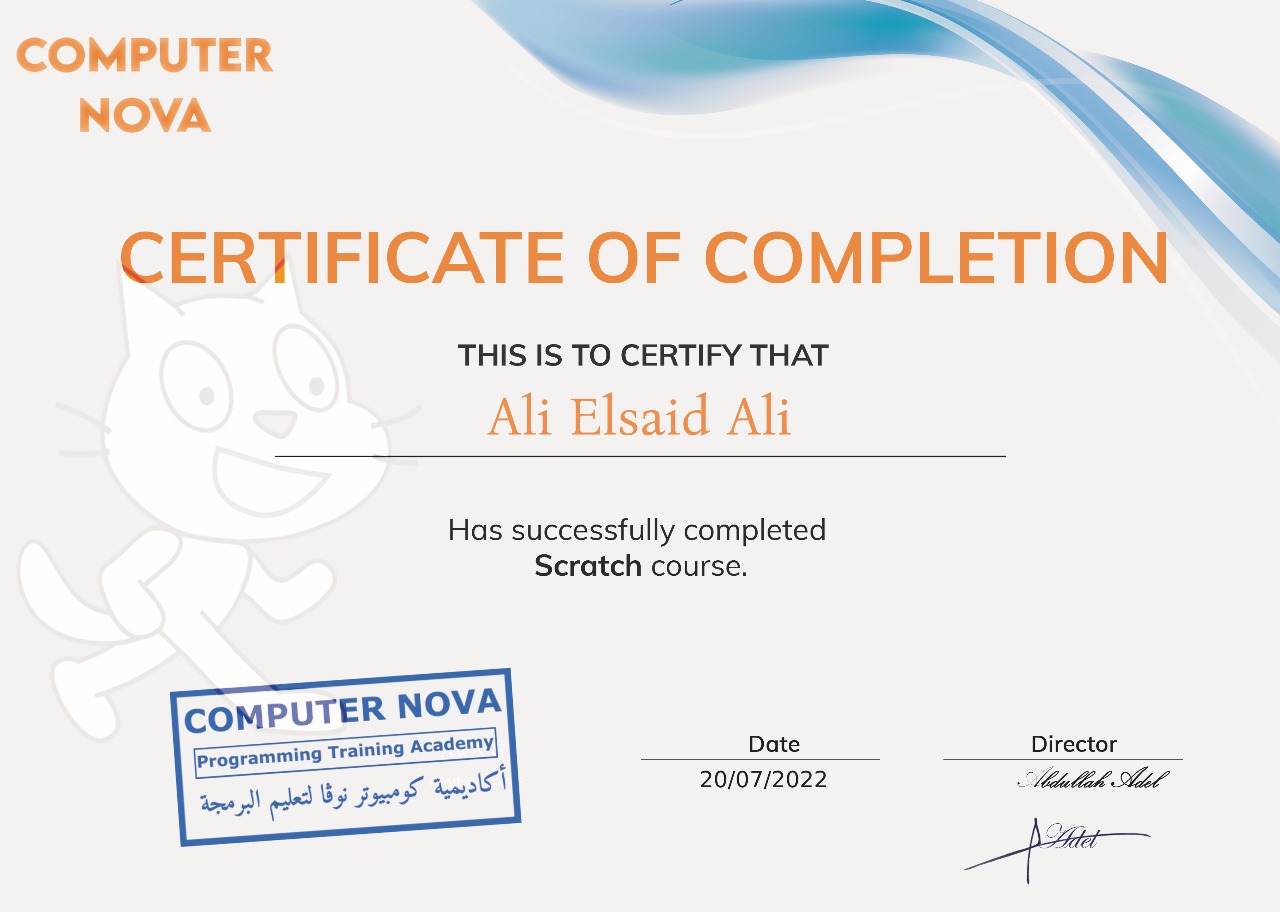 COMPUTER
NOVA
CERTIFICATE OF COMPLETION
THIS IS TO CERTIFY THAT
Ali Elsaid Ali
Has successfully completed
Scratch course.
COMPUTER NOVA
Programming Training Academy
أكاديمية كومبيوتر نوڤا لتعليم البرمجة
Date
20/07/2022
Director
Abdullah Adel
Adel